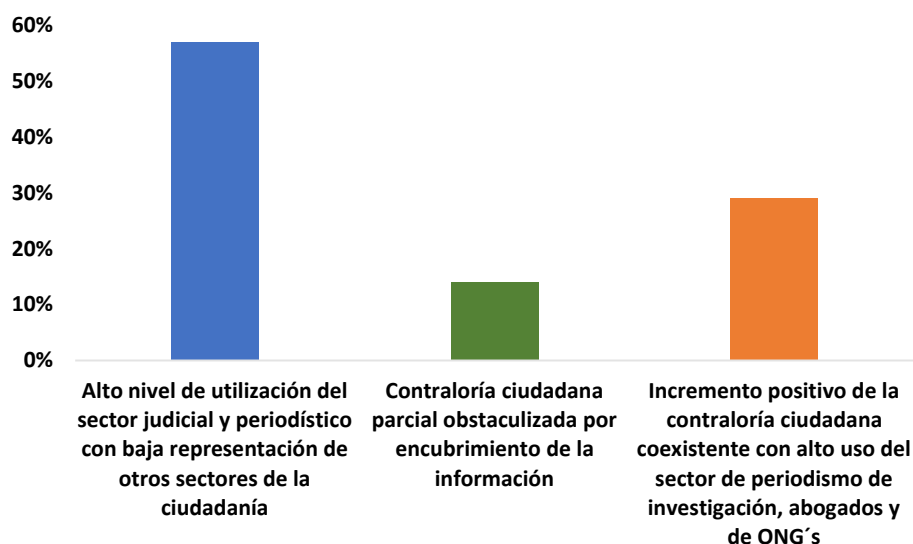 60%
50%
40%
30%
20%
10%
0%
Alto nivel de utilización del
sector judicial y periodístico
con baja representación de
otros sectores de la
ciudadanía
Contraloría ciudadana
parcial obstaculizada por
encubrimiento de la
información
Incremento positivo de la
contraloría ciudadana
coexistente con alto uso del
sector de periodismo de
investigación, abogados y
de ONG´s